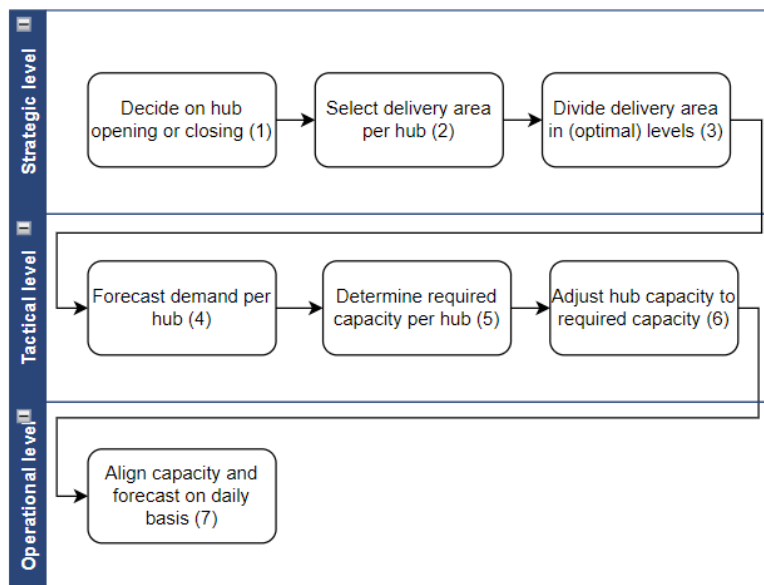 Strategic level
Decide on hub
opening or closing (1)
Select delivery area
per hub (2)
Divide delivery area
in (optimal) levels (3)
Tactical level
Forecast demand per
hub (4)
Determine required
capacity per hub (5)
Adjust hub capacity to
required capacity (6)
Operational level
Align capacity and
forecast on daily
basis (7)